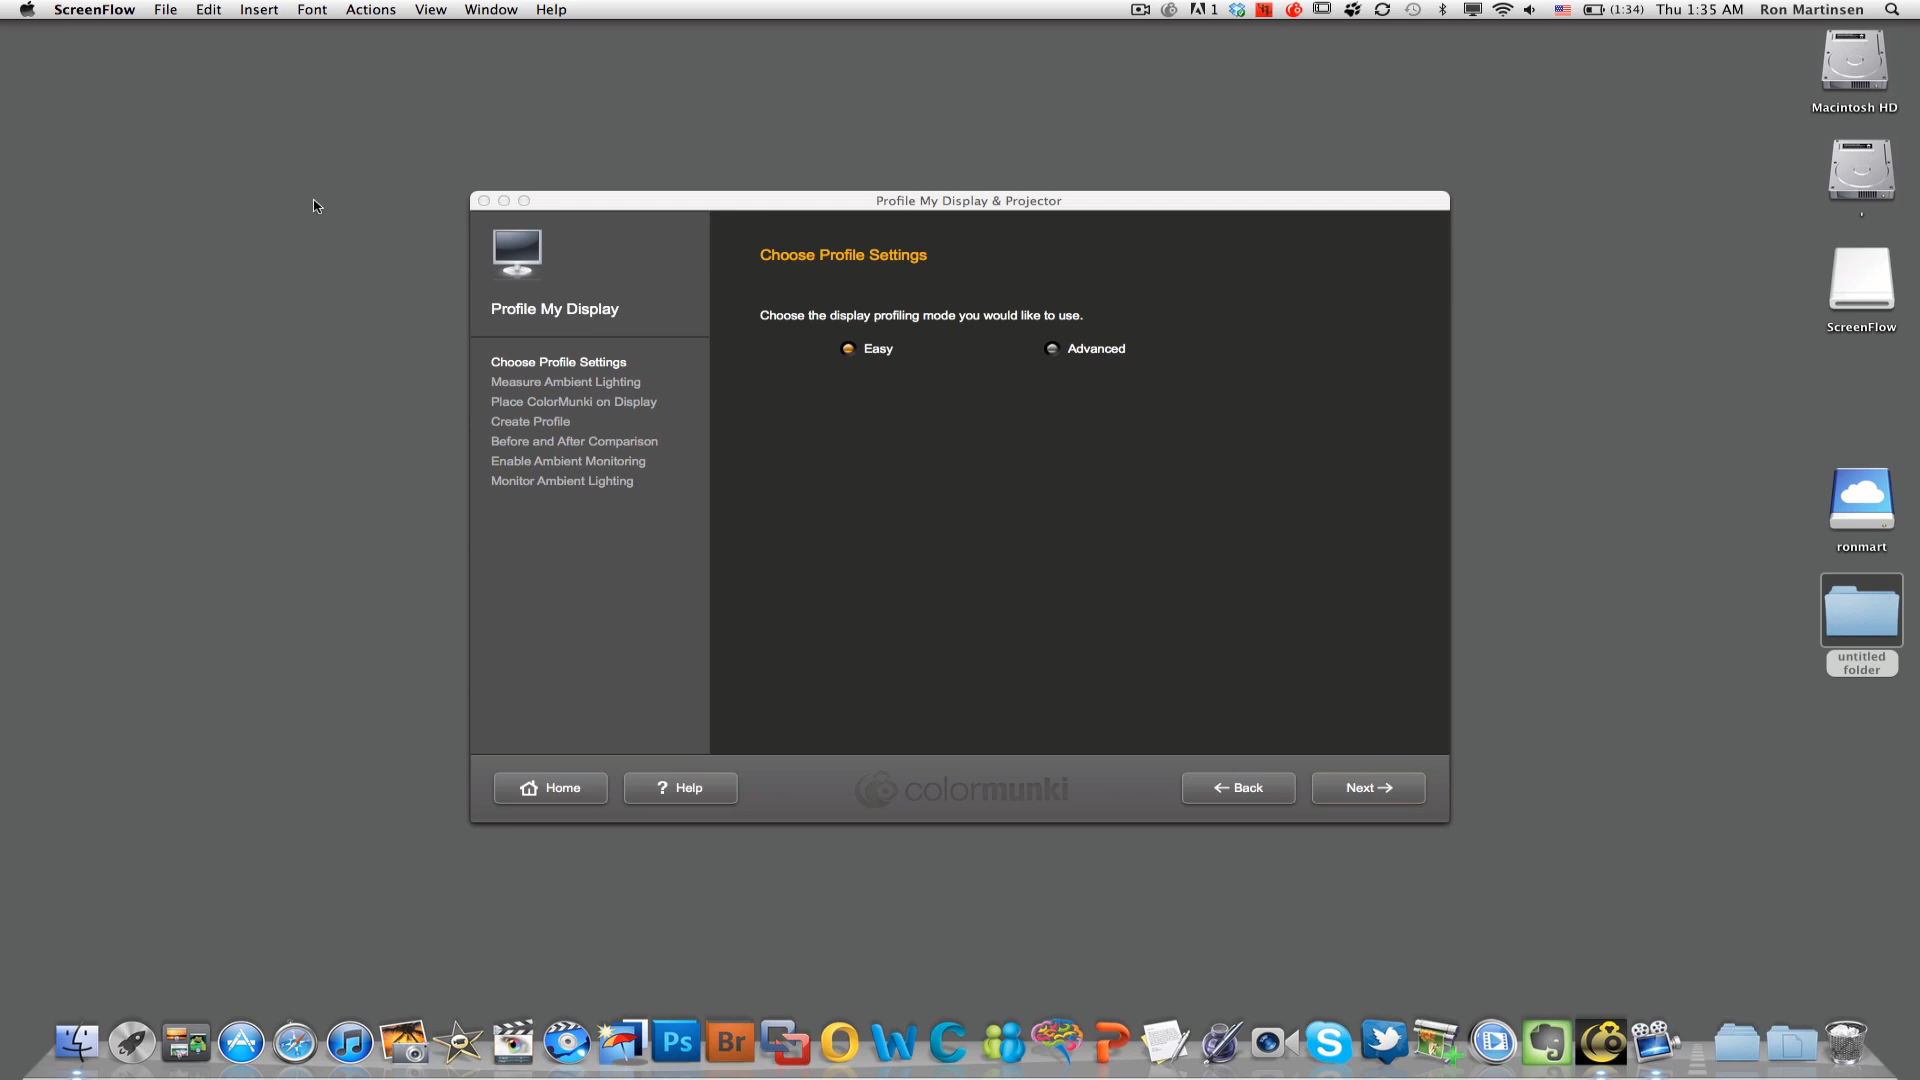 ScreenFlow File Edit Insert Font Actions View Window Help
1 (1:34) Thu 1:35 AM Ron Martinsen
Macintosh HD
ScreenFlow
ronmart
untitled
folder
Profile My Display & Projector
Profile My Display
Choose Profile Settings
Measure Ambient Lighting
Place ColorMunki on Display
Create Profile
Before and After Comparison
Enable Ambient Monitoring
Monitor Ambient Lighting
Choose Profile Settings
Choose the display profiling mode you would like to use.
Easy Advanced
Home ? Help colormunki ← Back Next →
Ps Br